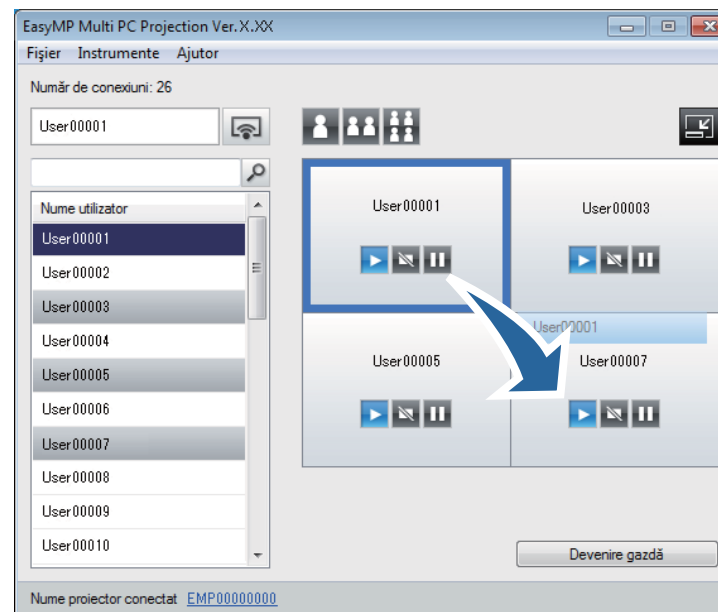 EasyMP Multi PC Projection Ver.X.XX
Fişier Instrumente Ajutor
Număr de conexiuni: 26
User00001
Nume utilizator
User00001
User00002
User00003
User00004
User00005
User00006
User00007
User00008
User00009
User00010
User00001
User00003
User00001
User00005
User00007
Devenire gazdă
Nume proiector conectat EMP00000000